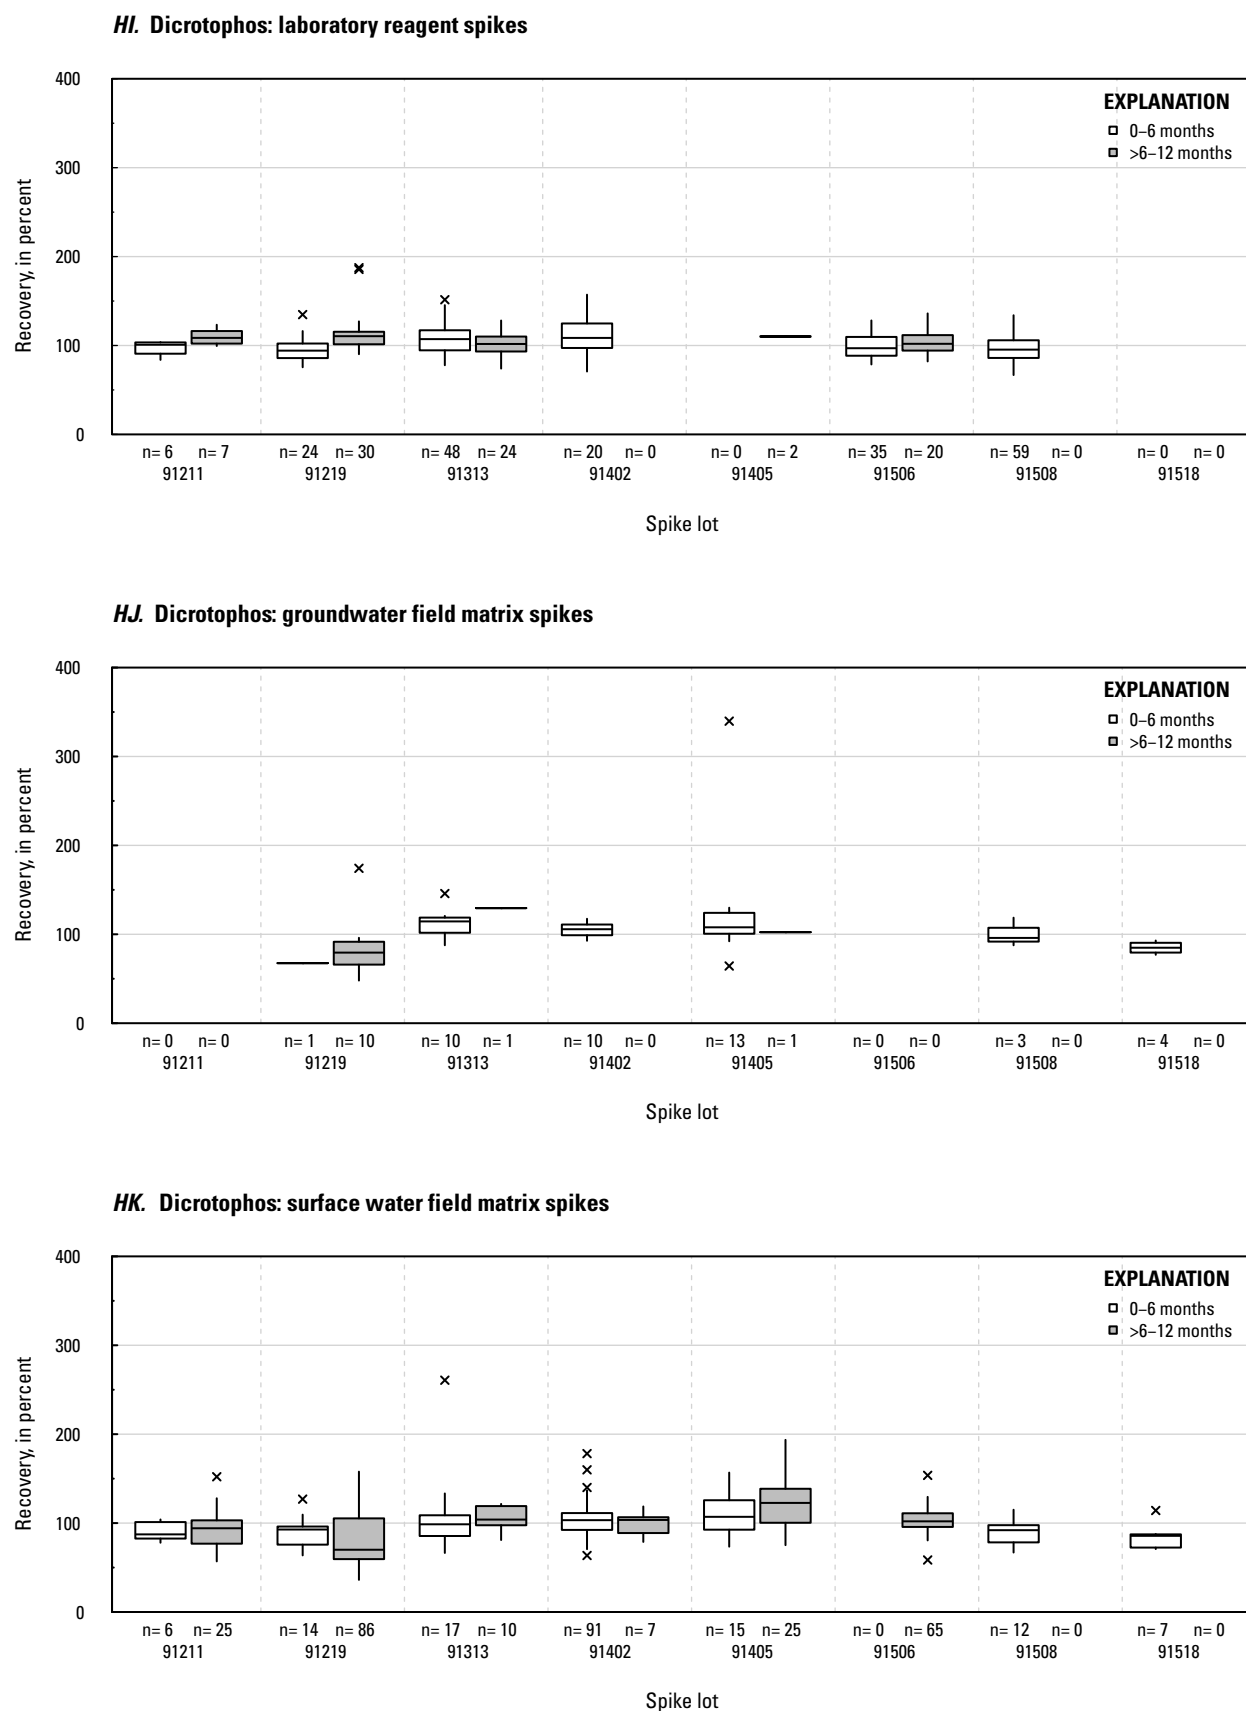 HI. Dicrotophos: laboratory reagent spikes
400
300
200
100
0
Recovery, in percent
EXPLANATION
0–6 months
>6–12 months
n= 6 n= 7 n= 24 n= 30 n= 48 n= 24 n= 20 n= 0 n= 0 n= 2 n= 35 n= 20 n= 59 n= 0 n= 0 n= 0
91211 91219 91313 91402 91405 91506 91508 91518
Spike lot
HJ. Dicrotophos: groundwater field matrix spikes
400
300
200
100
0
Recovery, in percent
EXPLANATION
0–6 months
>6–12 months
n= 0 n= 0 n= 1 n= 10 n= 10 n= 1 n= 10 n= 0 n= 13 n= 1 n= 0 n= 0 n= 3 n= 0 n= 4 n= 0
91211 91219 91313 91402 91405 91506 91508 91518
Spike lot
HK. Dicrotophos: surface water field matrix spikes
400
300
200
100
0
Recovery, in percent
EXPLANATION
0–6 months
>6–12 months
n= 6 n= 25 n= 14 n= 86 n= 17 n= 10 n= 91 n= 7 n= 15 n= 25 n= 0 n= 65 n= 12 n= 0 n= 7 n= 0
91211 91219 91313 91402 91405 91506 91508 91518
Spike lot